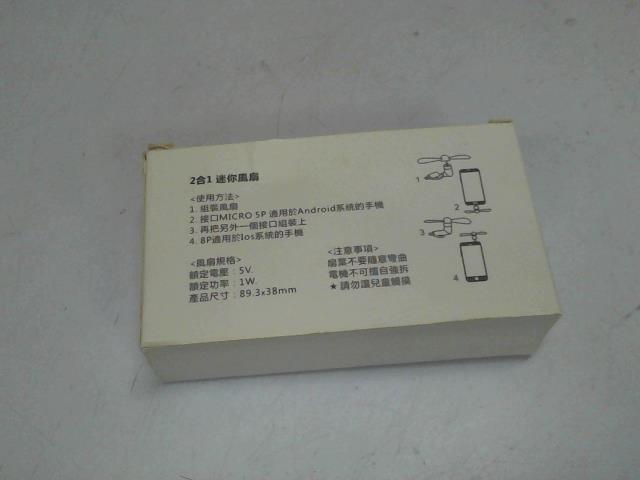 2合1 迷你風扇
<使用方法>
1. 組裝風扇
2. 接口MICRO 5P 適用於Android系統的手機
3. 再把另外一個接口組裝上
4. 8P適用於Ios系統的手機
<風扇規格>
額定電壓：5V.
額定功率：1W.
產品尺寸：89.3x38mm
<注意事項>
扇葉不要隨意彎曲
電機不可擅自強拆
★請勿讓兒童觸摸
1
2
3
4